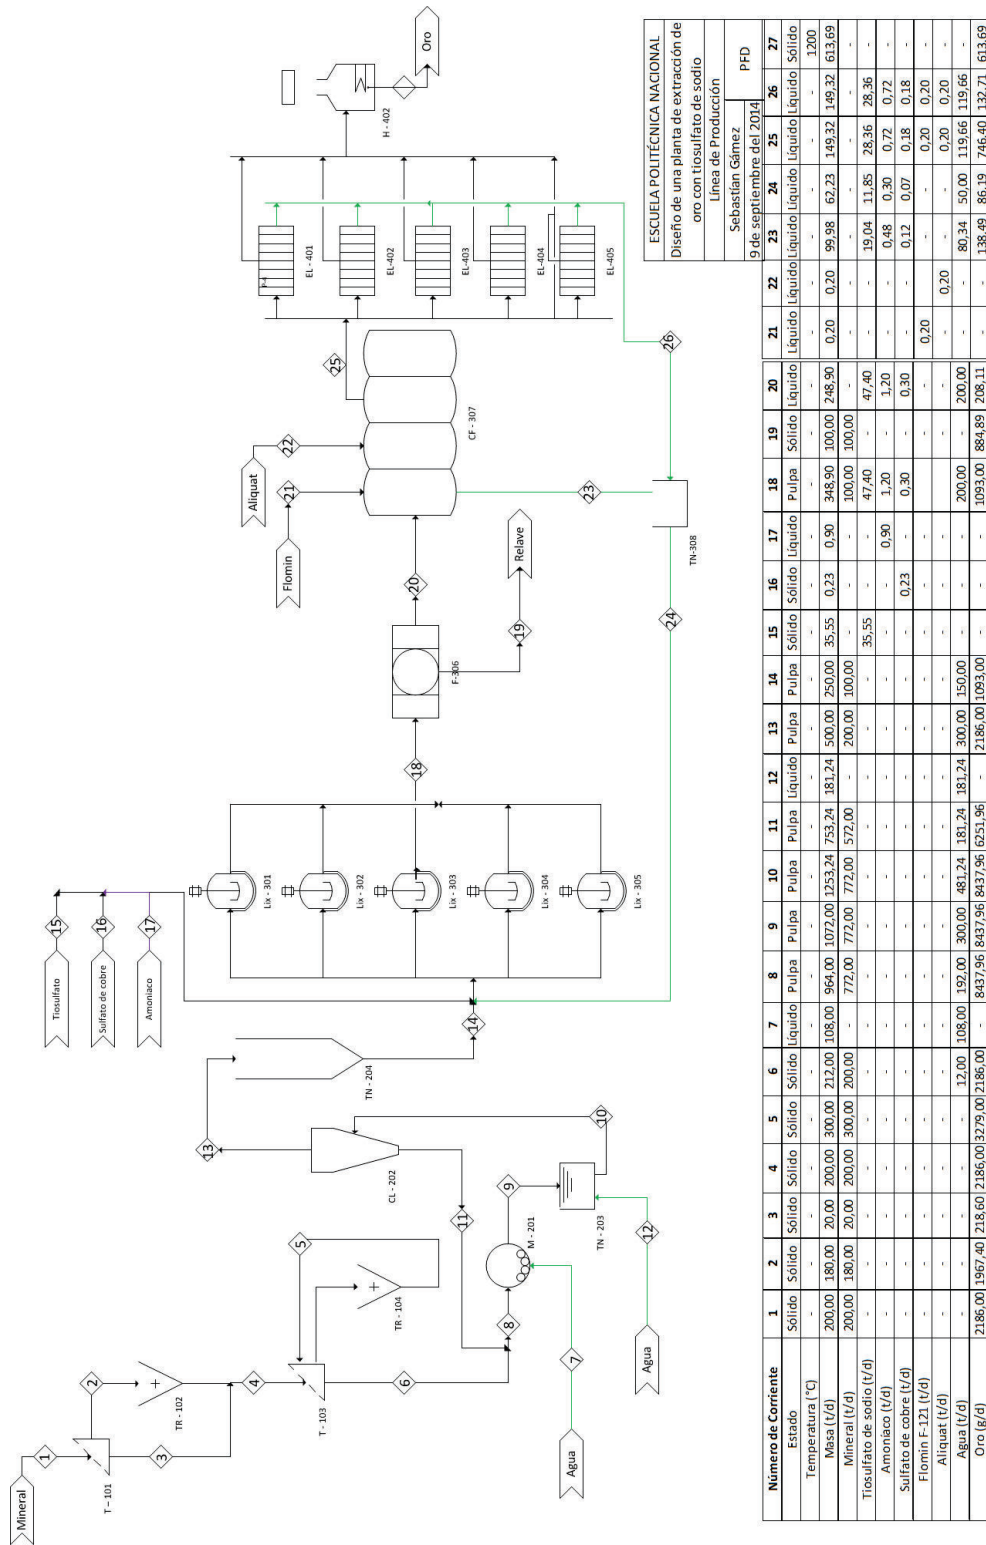 Mineral
1
2
3
T – 101
TR - 102
4
5
T - 103
TR – 104
6
Agua
7
8
9
M - 201
10
11
12
Agua
TN - 203
CL - 202
13
TN - 204
14
Tiosulfato
15
Sulfato de cobre
16
Amoniaco
17
Lix - 301
Lix - 302
Lix - 303
Lix - 304
Lix - 305
18
F-306
19
Relave
20
Flomin
21
Aliquat
22
CF - 307
23
24
TN-308
25
26
EL - 401
EL-402
EL-403
EL-404
EL-405
H - 402
Oro
ESCUELA POLITÉCNICA NACIONAL
Diseño de una planta de extracción de
oro con tiosulfato de sodio
Línea de Producción
Sebastían Gámez
PFD
9 de septiembre del 2014
Número de Corriente 1 2 3 4 5 6 7 8 9 10 11 12 13 14 15 16 17 18 19 20 21 22 23 24 25 26 27
Estado Sólido Sólido Sólido Sólido Sólido Sólido Líquido Pulpa Pulpa Pulpa Pulpa Líquido Pulpa Pulpa Sólido Sólido Líquido Pulpa Sólido Líquido Líquido Líquido Líquido Líquido Líquido Líquido Sólido
Temperatura (°C) - - - - - - - - - - - - - - - - - - - - - - - - - - 1200
Masa (t/d) 200,00 180,00 20,00 200,00 300,00 212,00 108,00 964,00 1072,00 1253,24 753,24 181,24 500,00 250,00 35,55 0,23 0,90 348,90 100,00 248,90 0,20 0,20 99,98 62,23 149,32 149,32 613,69
Mineral (t/d) 200,00 180,00 20,00 200,00 300,00 200,00 - 772,00 772,00 772,00 572,00 - 200,00 100,00 - - - 100,00 100,00 - - - - - - - -
Tiosulfato de sodio (t/d) - - - - - - - - - - - - - - 35,55 - - 47,40 - 47,40 - - 19,04 11,85 28,36 28,36 -
Amoniaco (t/d) - - - - - - - - - - - - - - - - 0,90 1,20 - 1,20 - - 0,48 0,30 0,72 0,72 -
Sulfato de cobre (t/d) - - - - - - - - - - - - - - - 0,23 - 0,30 - 0,30 - - 0,12 0,07 0,18 0,18 -
Flomin F-121 (t/d) - - - - - - - - - - - - - - - - - - - - 0,20 - - - 0,20 0,20 -
Aliquat (t/d) - - - - - - - - - - - - - - - - - - - - - 0,20 - - 0,20 0,20 -
Agua (t/d) - - - - - 12,00 108,00 192,00 300,00 481,24 181,24 181,24 300,00 150,00 - - - 200,00 - 200,00 - - 80,34 50,00 119,66 119,66 -
Oro (g/d) 2186,00 1967,40 218,60 2186,00 3279,00 2186,00 - 8437,96 8437,96 8437,96 6251,96 - 2186,00 1093,00 - - - 1093,00 884,89 208,11 - - 138,49 86,19 746,40 132,71 613,69